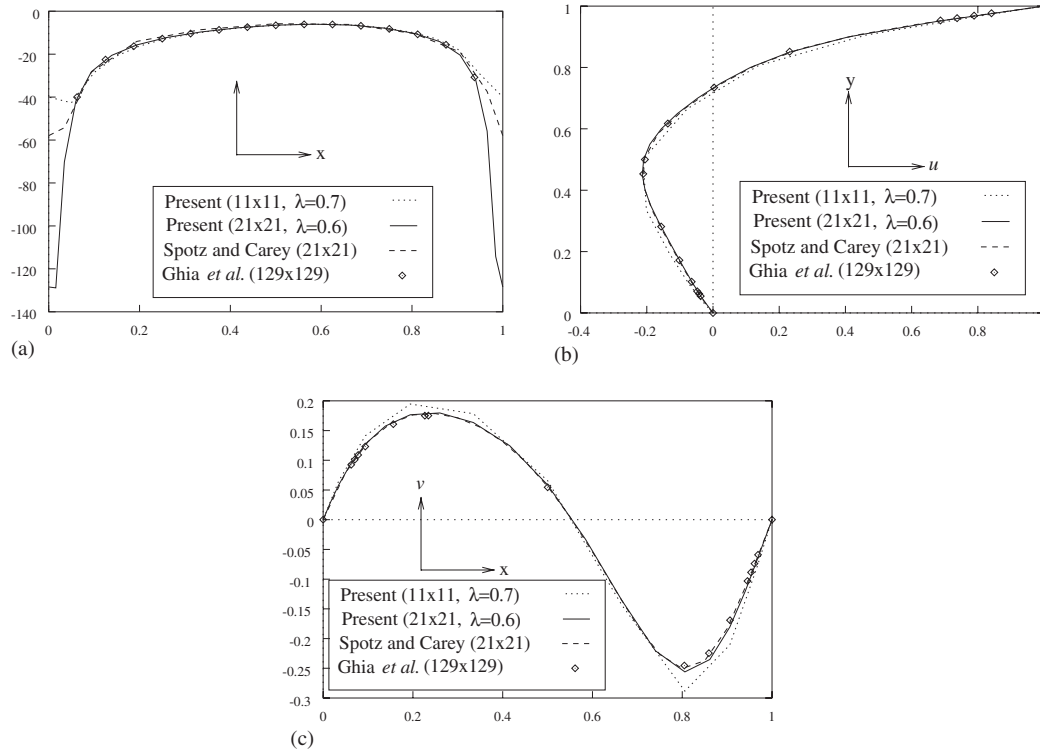 0
-20
-40
-60
-80
-100
-120
-140
0
0.2
0.4
0.6
0.8
1
x
Present (11x11, λ=0.7)
Present (21x21, λ=0.6)
Spotz and Carey (21x21)
Ghia et al. (129x129)
(a)
1
0.8
0.6
0.4
0.2
0
-0.4
-0.2
0
0.2
0.4
0.6
0.8
y
u
Present (11x11, λ=0.7)
Present (21x21, λ=0.6)
Spotz and Carey (21x21)
Ghia et al. (129x129)
(b)
0.2
0.15
0.1
0.05
0
-0.05
-0.1
-0.15
-0.2
-0.25
-0.3
0
0.2
0.4
0.6
0.8
1
v
x
Present (11x11, λ=0.7)
Present (21x21, λ=0.6)
Spotz and Carey (21x21)
Ghia et al. (129x129)
(c)